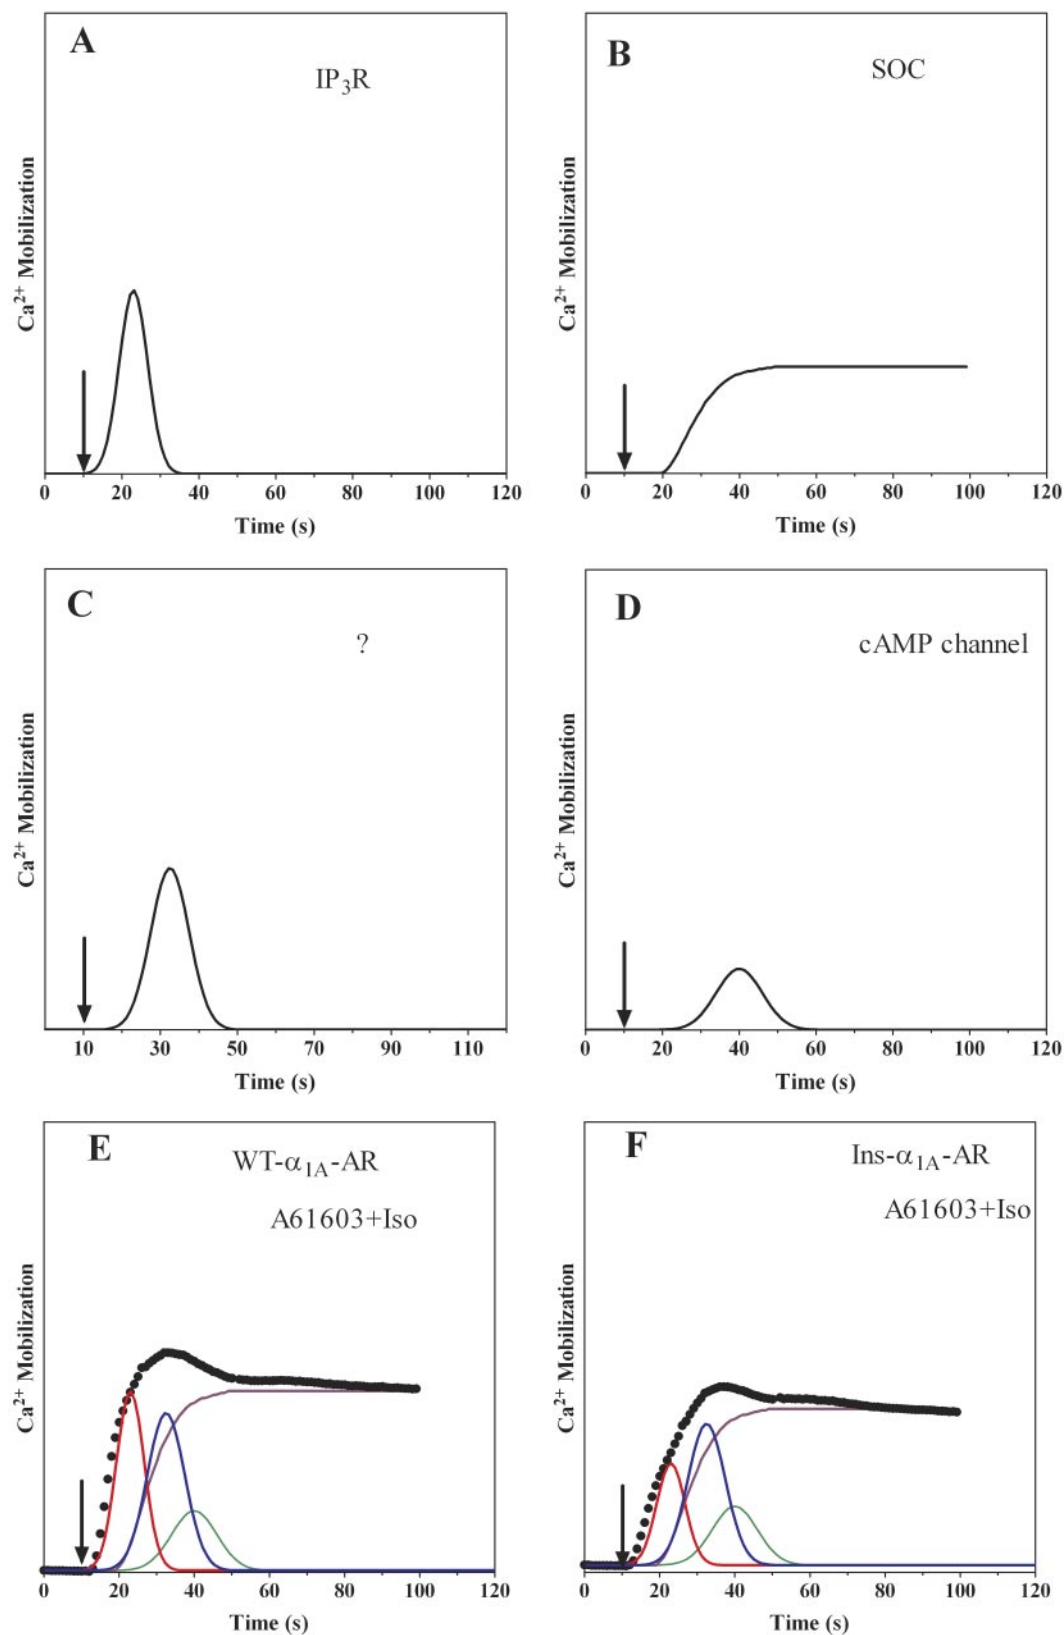 A
IP₃R
Ca²⁺ Mobilization
0 20 40 60 80 100 120
Time (s)
B
SOC
Ca²⁺ Mobilization
0 20 40 60 80 100 120
Time (s)
C
?
Ca²⁺ Mobilization
10 30 50 70 90 110
Time (s)
D
cAMP channel
Ca²⁺ Mobilization
0 20 40 60 80 100 120
Time (s)
E
WT-α₁A-AR
A61603+Iso
Ca²⁺ Mobilization
0 20 40 60 80 100 120
Time (s)
F
Ins-α₁A-AR
A61603+Iso
Ca²⁺ Mobilization
0 20 40 60 80 100 120
Time (s)